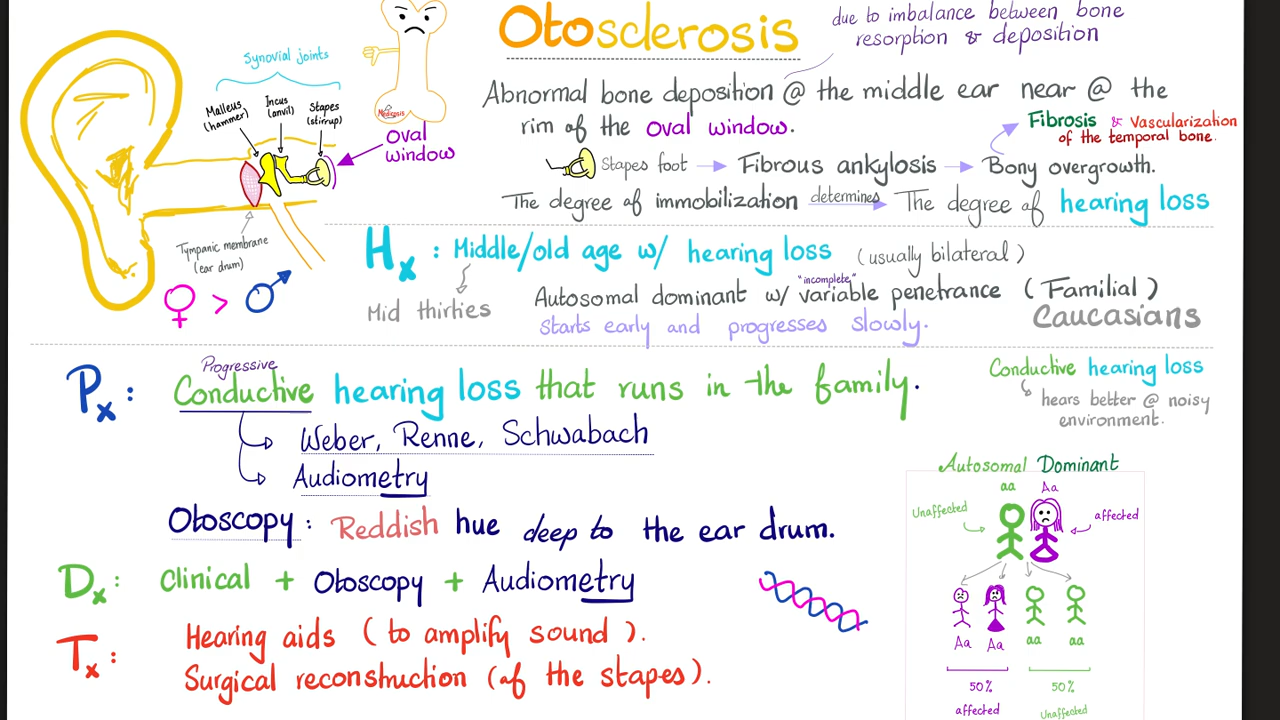 Otosclerosis
due to imbalance between bone
resorption & deposition
Abnormal bone deposition @ the middle ear near @ the
rim of the oval window.
Fibrosis & Vascularization
of the temporal bone.
Stapes foot → Fibrous ankylosis → Bony overgrowth.
The degree of immobilization determines The degree of hearing loss
Synovial joints
Malleus
(hammer)
Incus
(anvil)
Stapes
(stirrup)
Medicosis
Oval
window
Tympanic membrane
(ear drum)
♀ > ♂
Hx : Middle/old age w/ hearing loss (usually bilateral)
Mid thirties
"incomplete"
Autosomal dominant w/ variable penetrance (Familial)
Starts early and progresses slowly.
Caucasians
Progressive
Px : Conductive hearing loss that runs in the family.
Weber, Renne, Schwabach
Audiometry
Otoscopy : Reddish hue deep to the ear drum.
Conductive hearing loss
hears better @ noisy
environment.
Dx : Clinical + Otoscopy + Audiometry
Tx : Hearing aids (to amplify sound).
Surgical reconstruction (of the stapes).
Autosomal Dominant
aa Aa
Unaffected
affected
Aa Aa aa aa
50% 50%
affected Unaffected